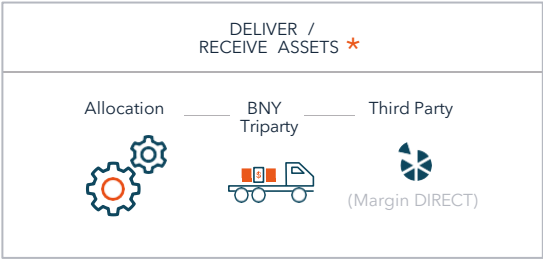 DELIVER /
RECEIVE ASSETS *
Allocation
BNY
Triparty
Third Party
$
(Margin DIRECT)